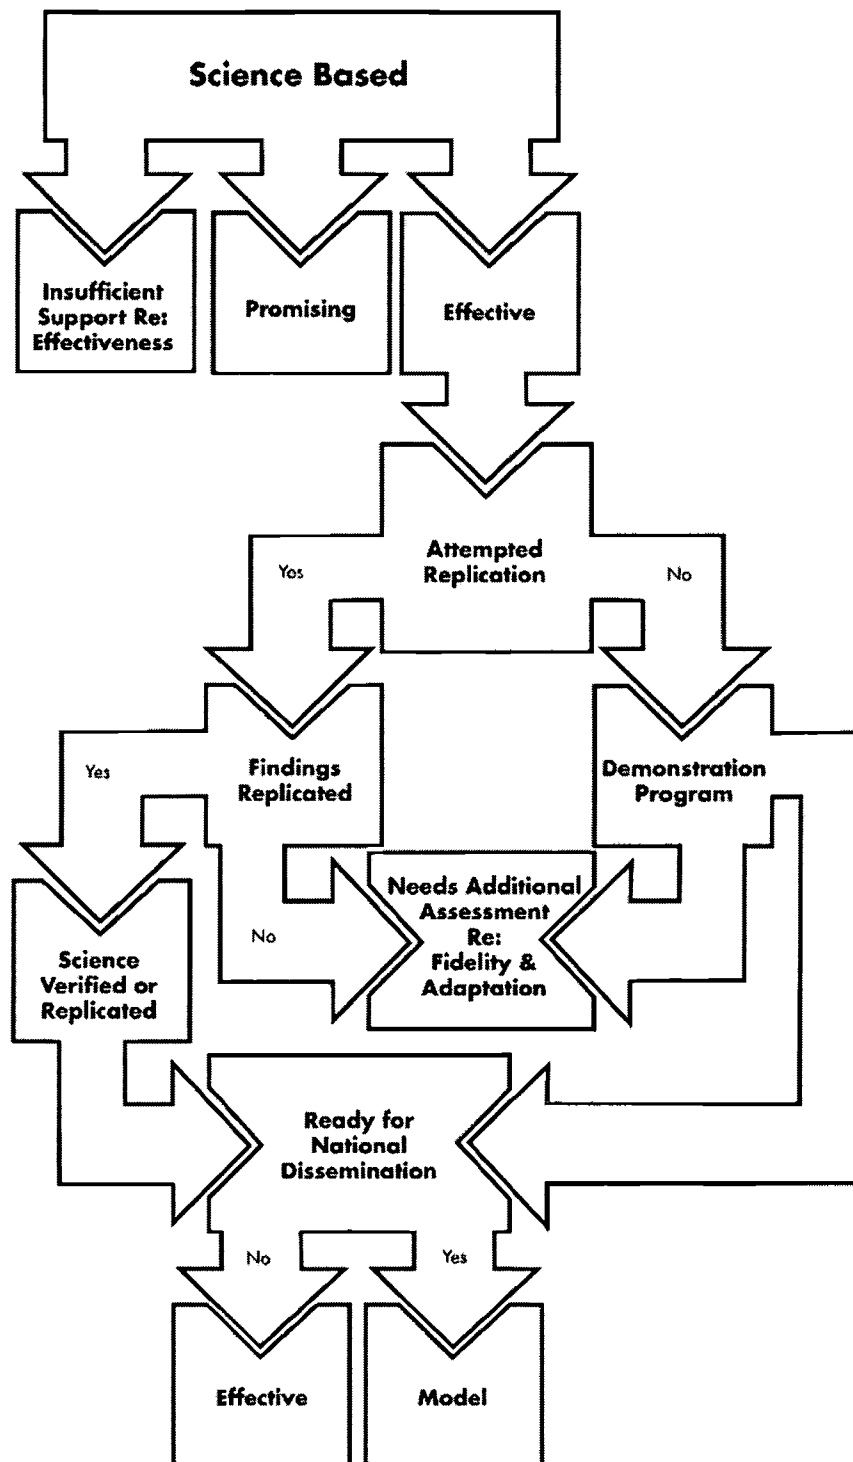 Science Based
Insufficient
Support Re:
Effectiveness
Promising
Effective
Attempted
Replication
Yes
No
Findings
Replicated
Yes
Demonstration
Program
Needs Additional
Assessment
Re:
Fidelity &
Adaptation
No
Science
Verified or
Replicated
Ready for
National
Dissemination
No
Yes
Effective
Model